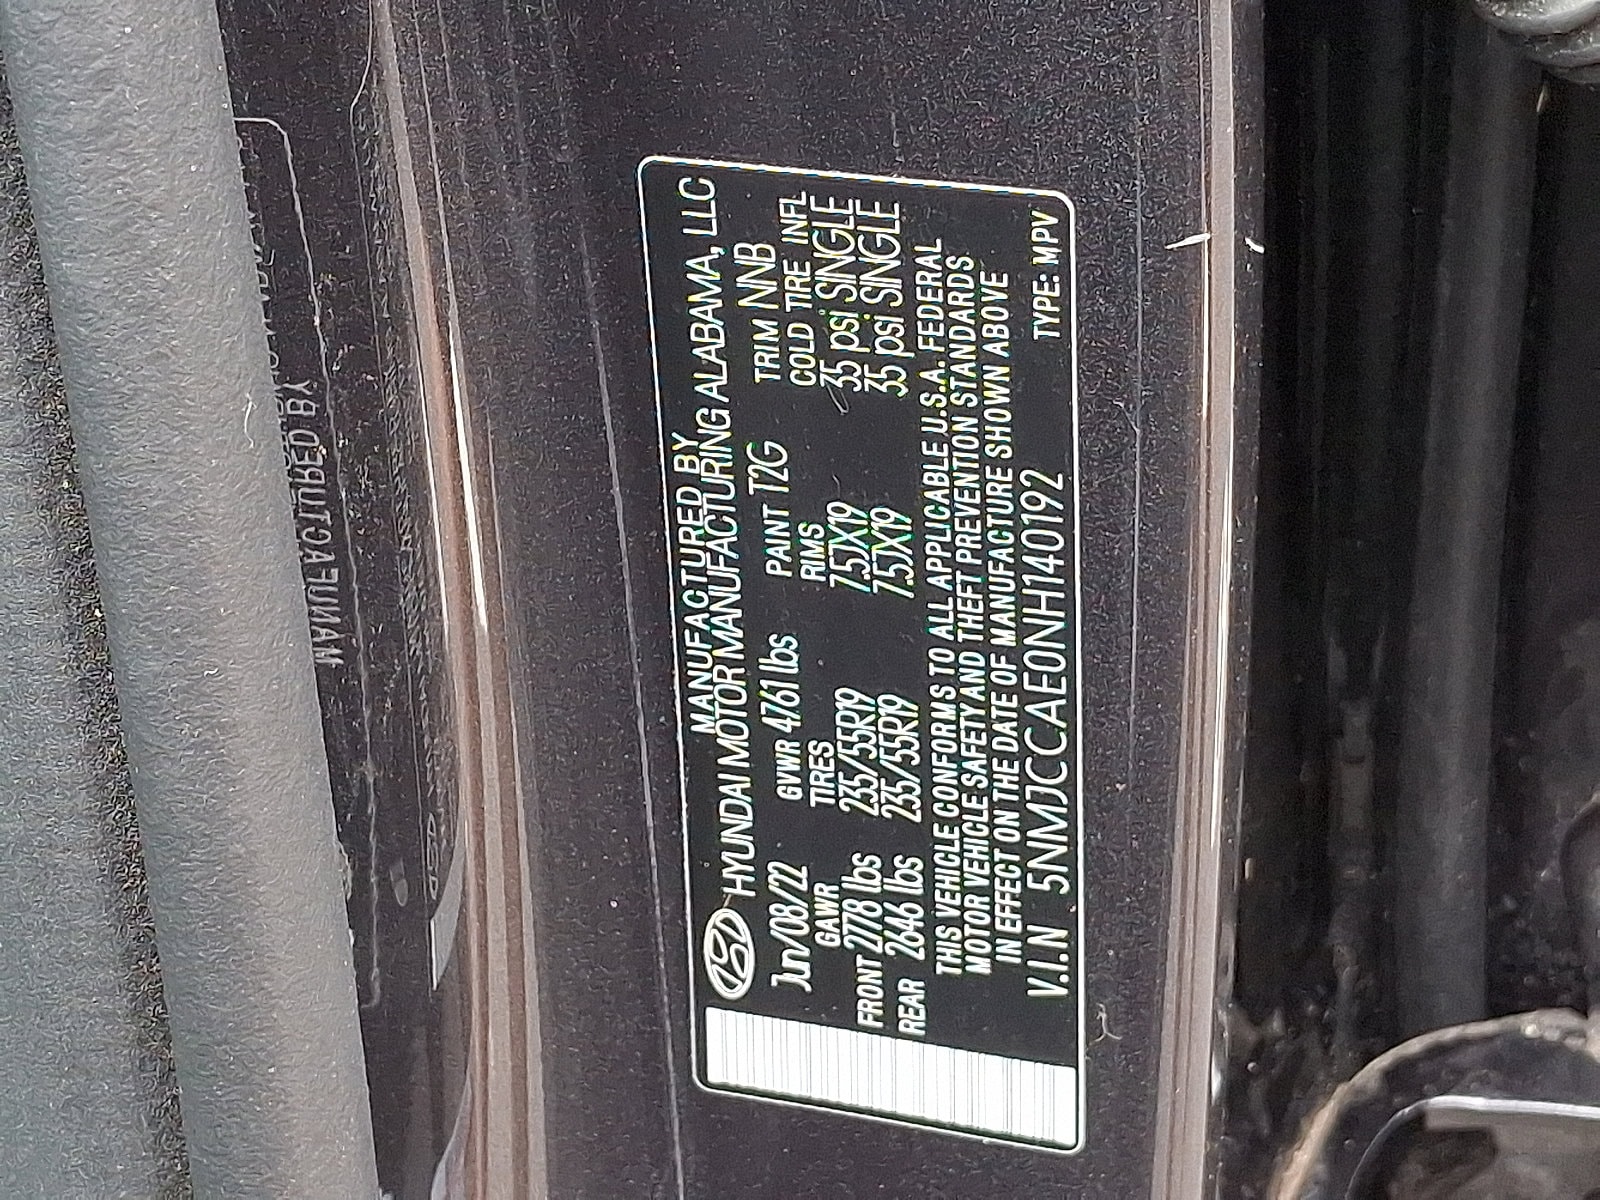 MANUFACTURED BY
HYUNDAI MOTOR MANUFACTURING ALABAMA, LLC
Jun/08/22 GVWR 4761 lbs PAINT T2G TRIM NNB
GAWR TIRES RIMS COLD TIRE INFL
FRONT 2778 lbs 235/55R19 7.5JX19 35 psi SINGLE
REAR 2646 lbs 235/55R19 7.5JX19 35 psi SINGLE
THIS VEHICLE CONFORMS TO ALL APPLICABLE U.S.A. FEDERAL
MOTOR VEHICLE SAFETY AND THEFT PREVENTION STANDARDS
IN EFFECT ON THE DATE OF MANUFACTURE SHOWN ABOVE
V.I.N 5NMJCCAE0NH140192 TYPE: MPV
MANUFACTURED BY